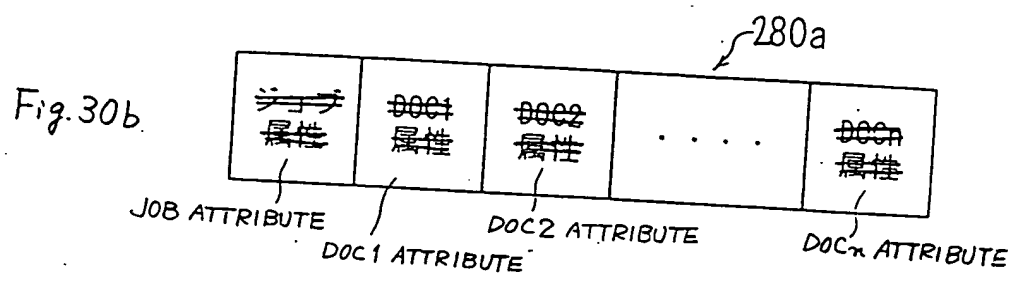 280a
Fig. 30b
ジョブ
属性
DOC1
属性
DOC2
属性
. . . .
DOCn
属性
JOB ATTRIBUTE
DOC1 ATTRIBUTE
DOC2 ATTRIBUTE
DOCn ATTRIBUTE